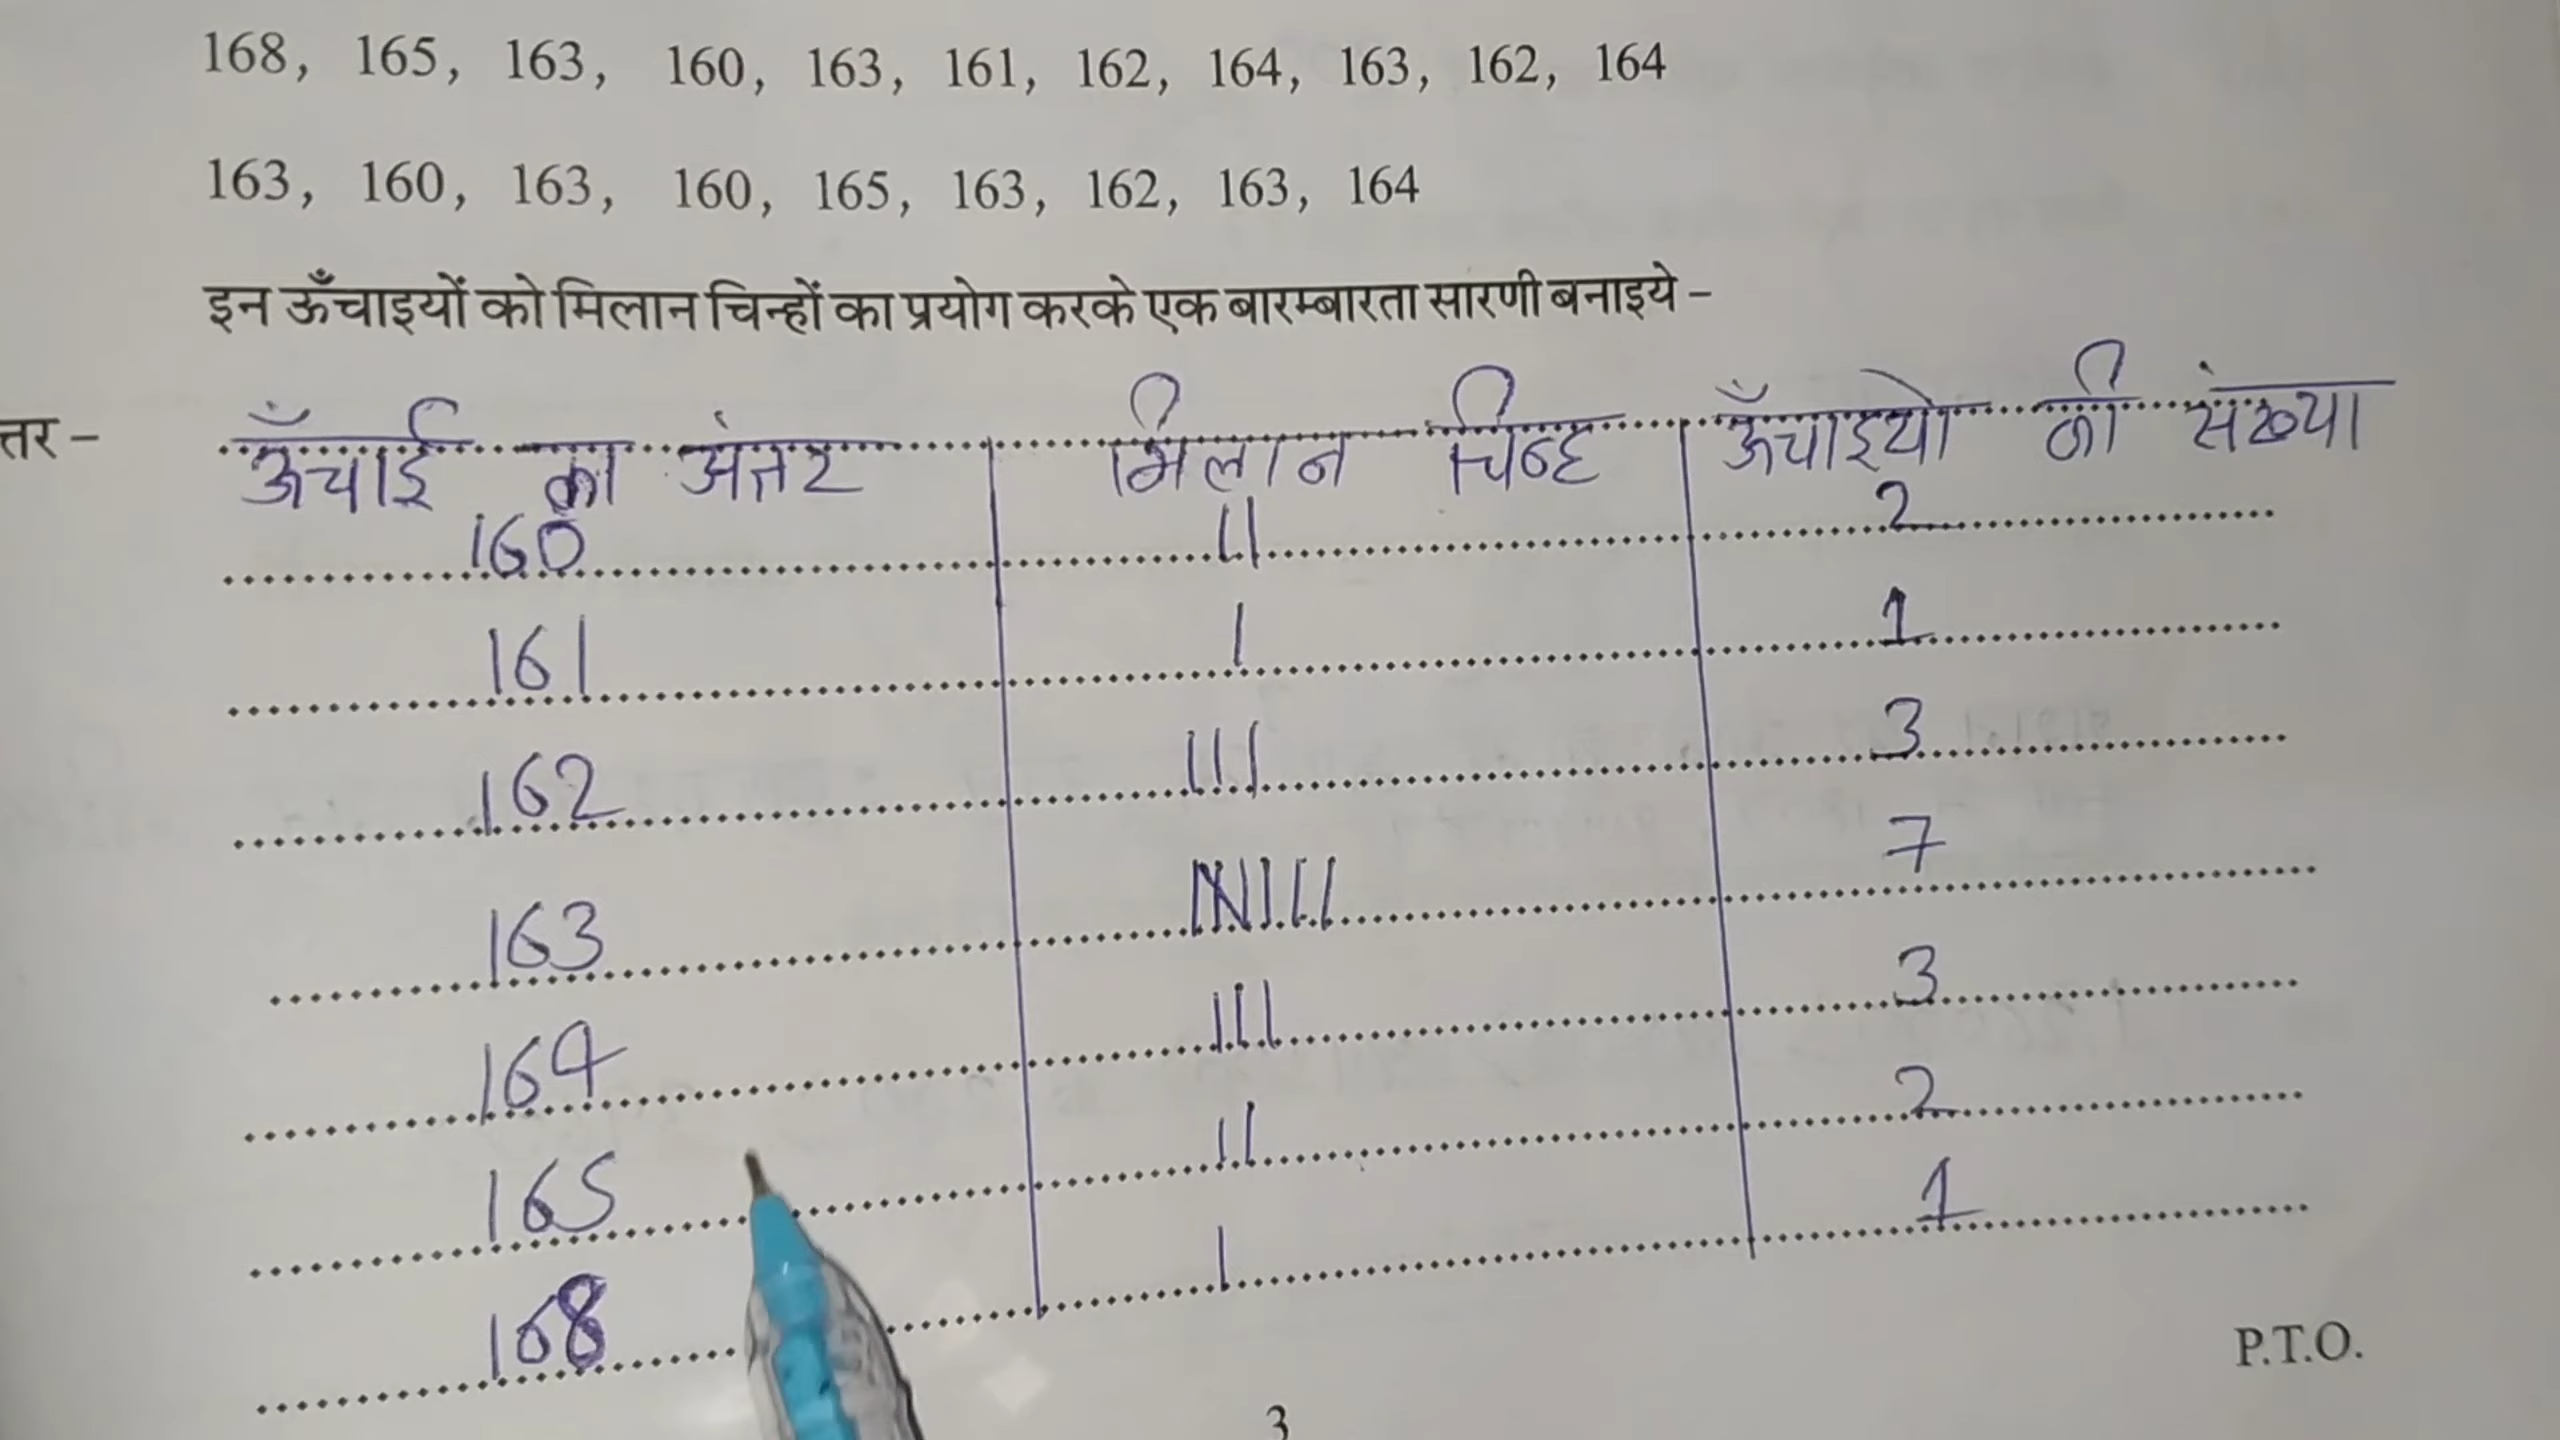 168, 165, 163, 160, 163, 161, 162, 164, 163, 162, 164
163, 160, 163, 160, 165, 163, 162, 163, 164
इन ऊँचाइयों को मिलान चिन्हों का प्रयोग करके एक बारम्बारता सारणी बनाइये –
त्तर – ऊँचाई का अंतर मिलान चिन्ह ऊँचाइयो की संख्या
160 || 2
161 | 1
162 ||| 3
163 |\|\||| 7
164 ||| 3
165 || 2
168 | 1
P.T.O.
3